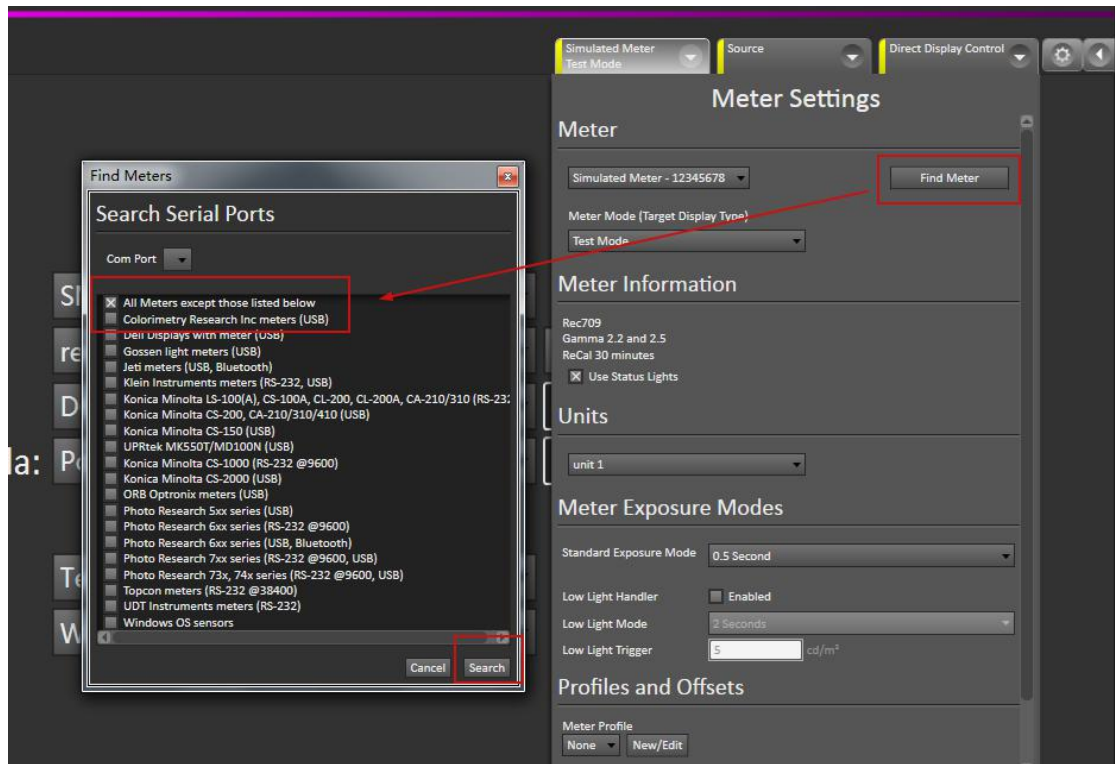 Simulated Meter
Test Mode
Source
Direct Display Control
Meter Settings
Meter
Simulated Meter - 12345678
Find Meter
Meter Mode (Target Display Type)
Test Mode
Meter Information
Rec709
Gamma 2.2 and 2.5
ReCal 30 minutes
Use Status Lights
Units
unit 1
Meter Exposure Modes
Standard Exposure Mode
0.5 Second
Low Light Handler
Enabled
Low Light Mode
2 Seconds
Low Light Trigger
5
cd/m²
Profiles and Offsets
Meter Profile
None
New/Edit
Find Meters
Search Serial Ports
Com Port
All Meters except those listed below
Colorimetry Research Inc meters (USB)
Dell Displays with meter (USB)
Gossen light meters (USB)
Jeti meters (USB, Bluetooth)
Klein Instruments meters (RS-232, USB)
Konica Minolta LS-100(A), CS-100A, CL-200, CL-200A, CA-210/310 (RS-232
Konica Minolta CS-200, CA-210/310/410 (USB)
Konica Minolta CS-150 (USB)
UPRtek MK550T/MD100N (USB)
Konica Minolta CS-1000 (RS-232 @9600)
Konica Minolta CS-2000 (USB)
ORB Optronix meters (USB)
Photo Research 5xx series (USB)
Photo Research 6xx series (RS-232 @9600)
Photo Research 6xx series (USB, Bluetooth)
Photo Research 7xx series (RS-232 @9600, USB)
Photo Research 73x, 74x series (RS-232 @9600, USB)
Topcon meters (RS-232 @38400)
UDT Instruments meters (RS-232)
Windows OS sensors
Cancel
Search
re
D
la:
Te
W